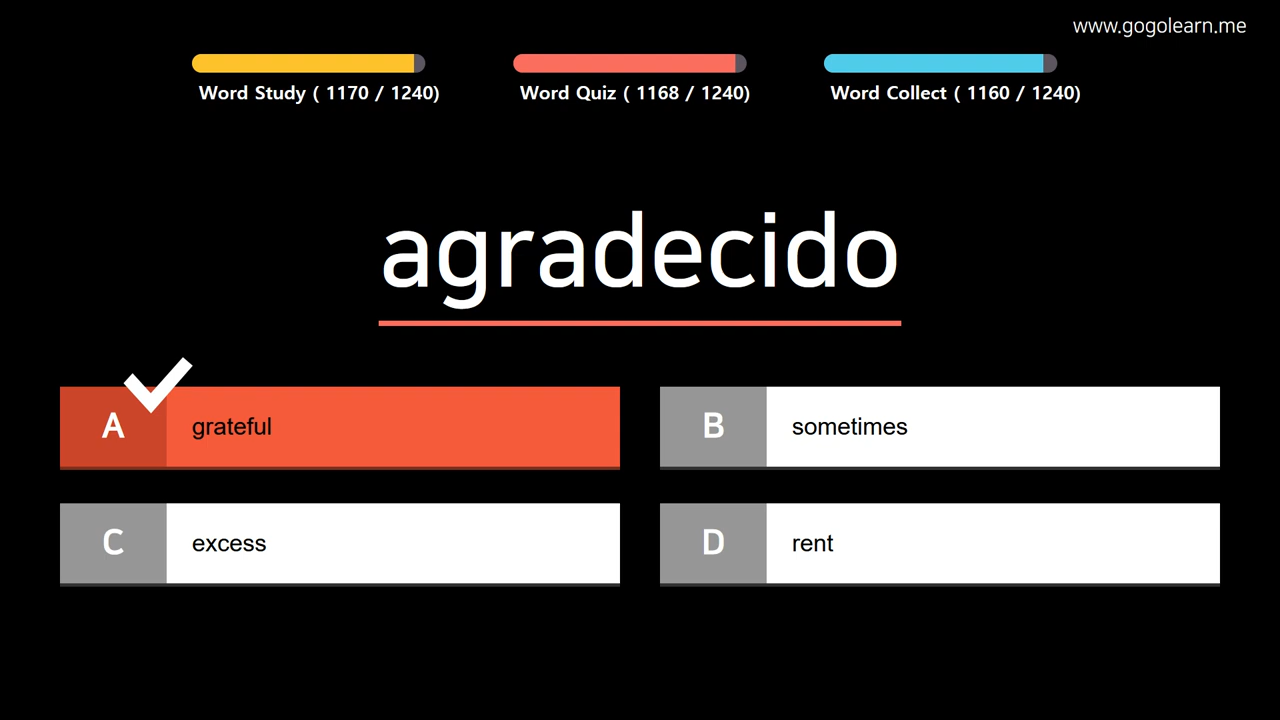 www.gogolearn.me
Word Study ( 1170 / 1240)
Word Quiz ( 1168 / 1240)
Word Collect ( 1160 / 1240)
agradecido
A grateful
B sometimes
C excess
D rent